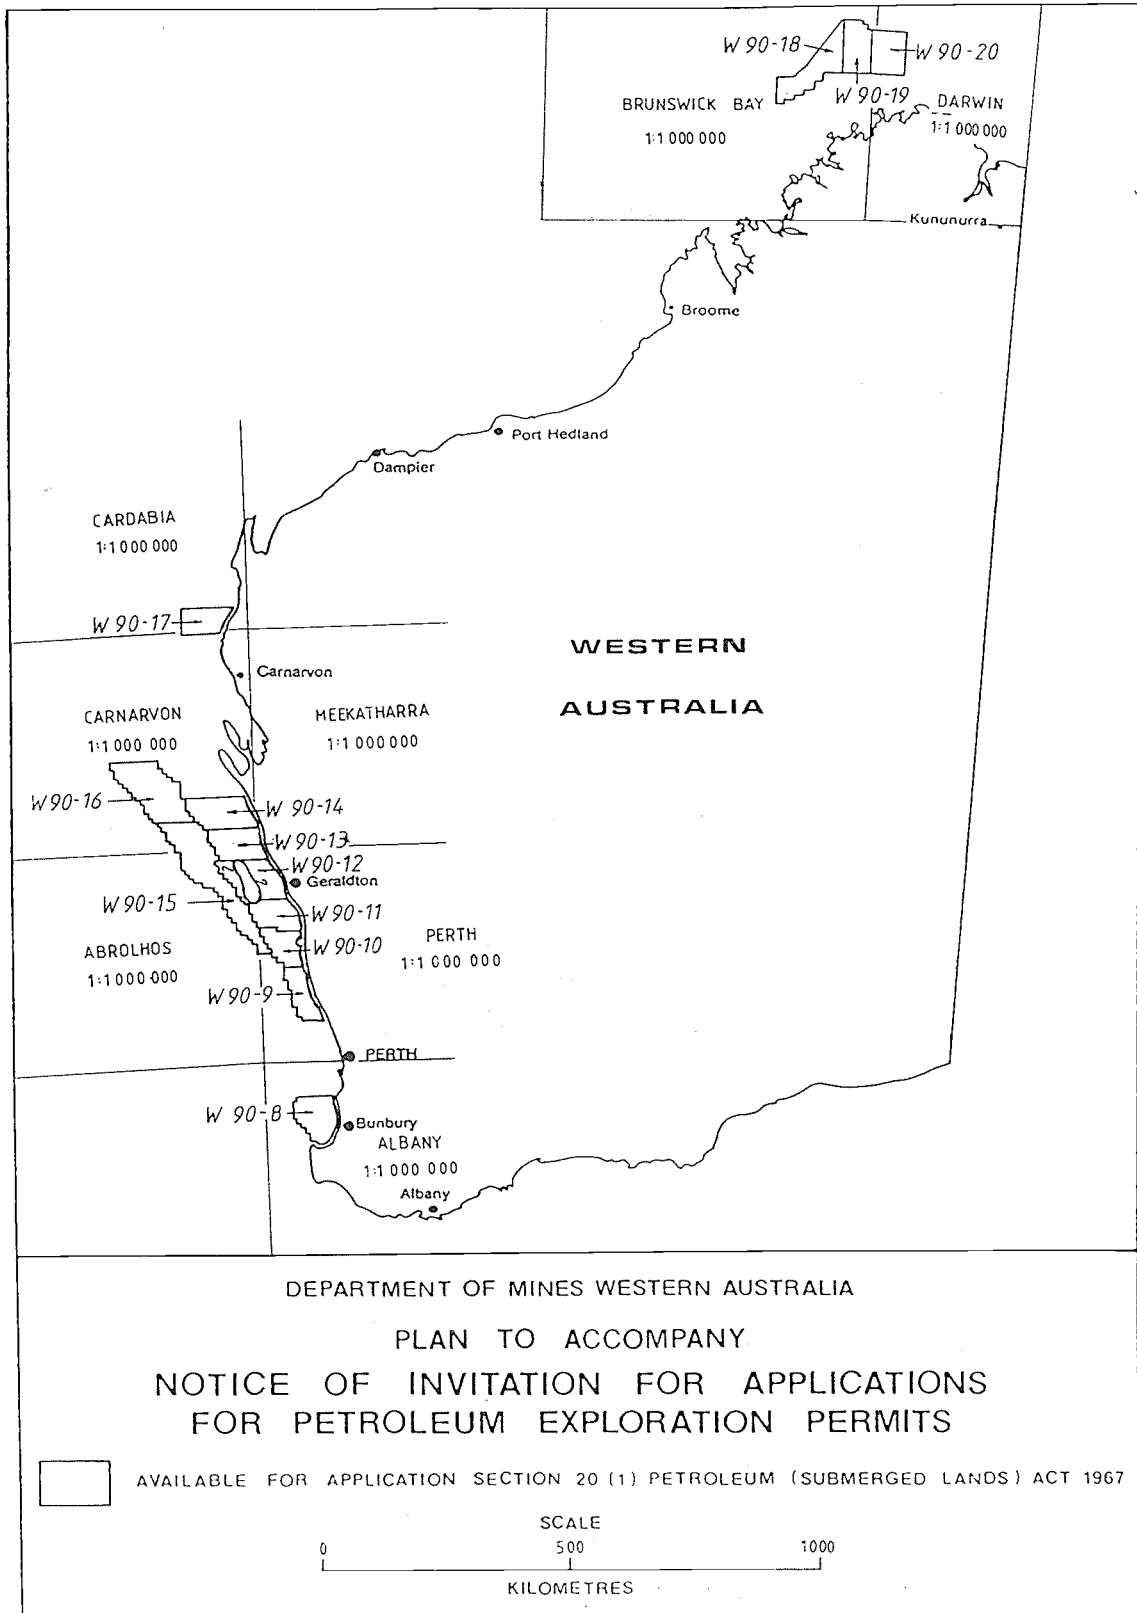 W 90-18
W 90-20
BRUNSWICK BAY
1:1 000 000
W 90-19
DARWIN
1:1 000 000
Kununurra
Broome
Port Hedland
Dampier
CARDABIA
1:1 000 000
W 90-17
WESTERN
AUSTRALIA
Carnarvon
CARNARVON
1:1 000 000
MEEKATHARRA
1:1 000 000
W 90-16
W 90-14
W 90-13
W 90-12
Geraldton
W 90-15
W 90-11
W 90-10
ABROLHOS
1:1 000 000
PERTH
1:1 000 000
W 90-9
PERTH
W 90-8
Bunbury
ALBANY
1:1 000 000
Albany
DEPARTMENT OF MINES WESTERN AUSTRALIA
PLAN TO ACCOMPANY
NOTICE OF INVITATION FOR APPLICATIONS
FOR PETROLEUM EXPLORATION PERMITS
AVAILABLE FOR APPLICATION SECTION 20 (1) PETROLEUM (SUBMERGED LANDS) ACT 1967
SCALE
0 500 1000
KILOMETRES